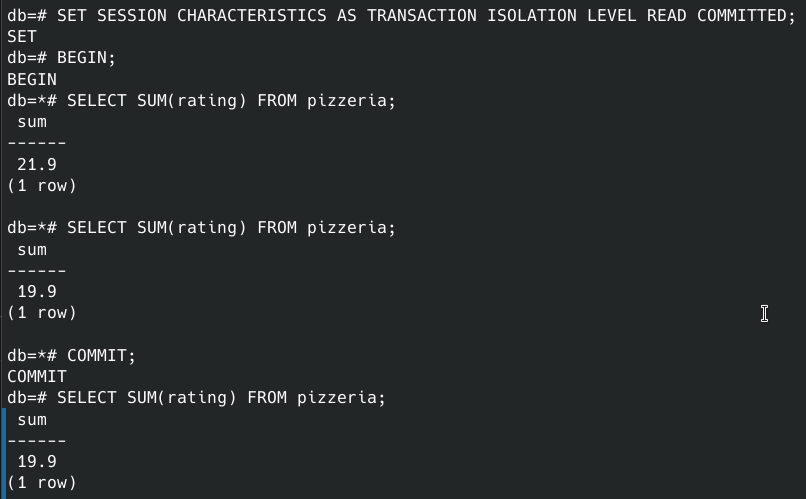 db=# SET SESSION CHARACTERISTICS AS TRANSACTION ISOLATION LEVEL READ COMMITTED;
SET
db=# BEGIN;
BEGIN
db=*# SELECT SUM(rating) FROM pizzeria;
 sum
------
 21.9
(1 row)

db=*# SELECT SUM(rating) FROM pizzeria;
 sum
------
 19.9
(1 row)

db=*# COMMIT;
COMMIT
db=# SELECT SUM(rating) FROM pizzeria;
 sum
------
 19.9
(1 row)